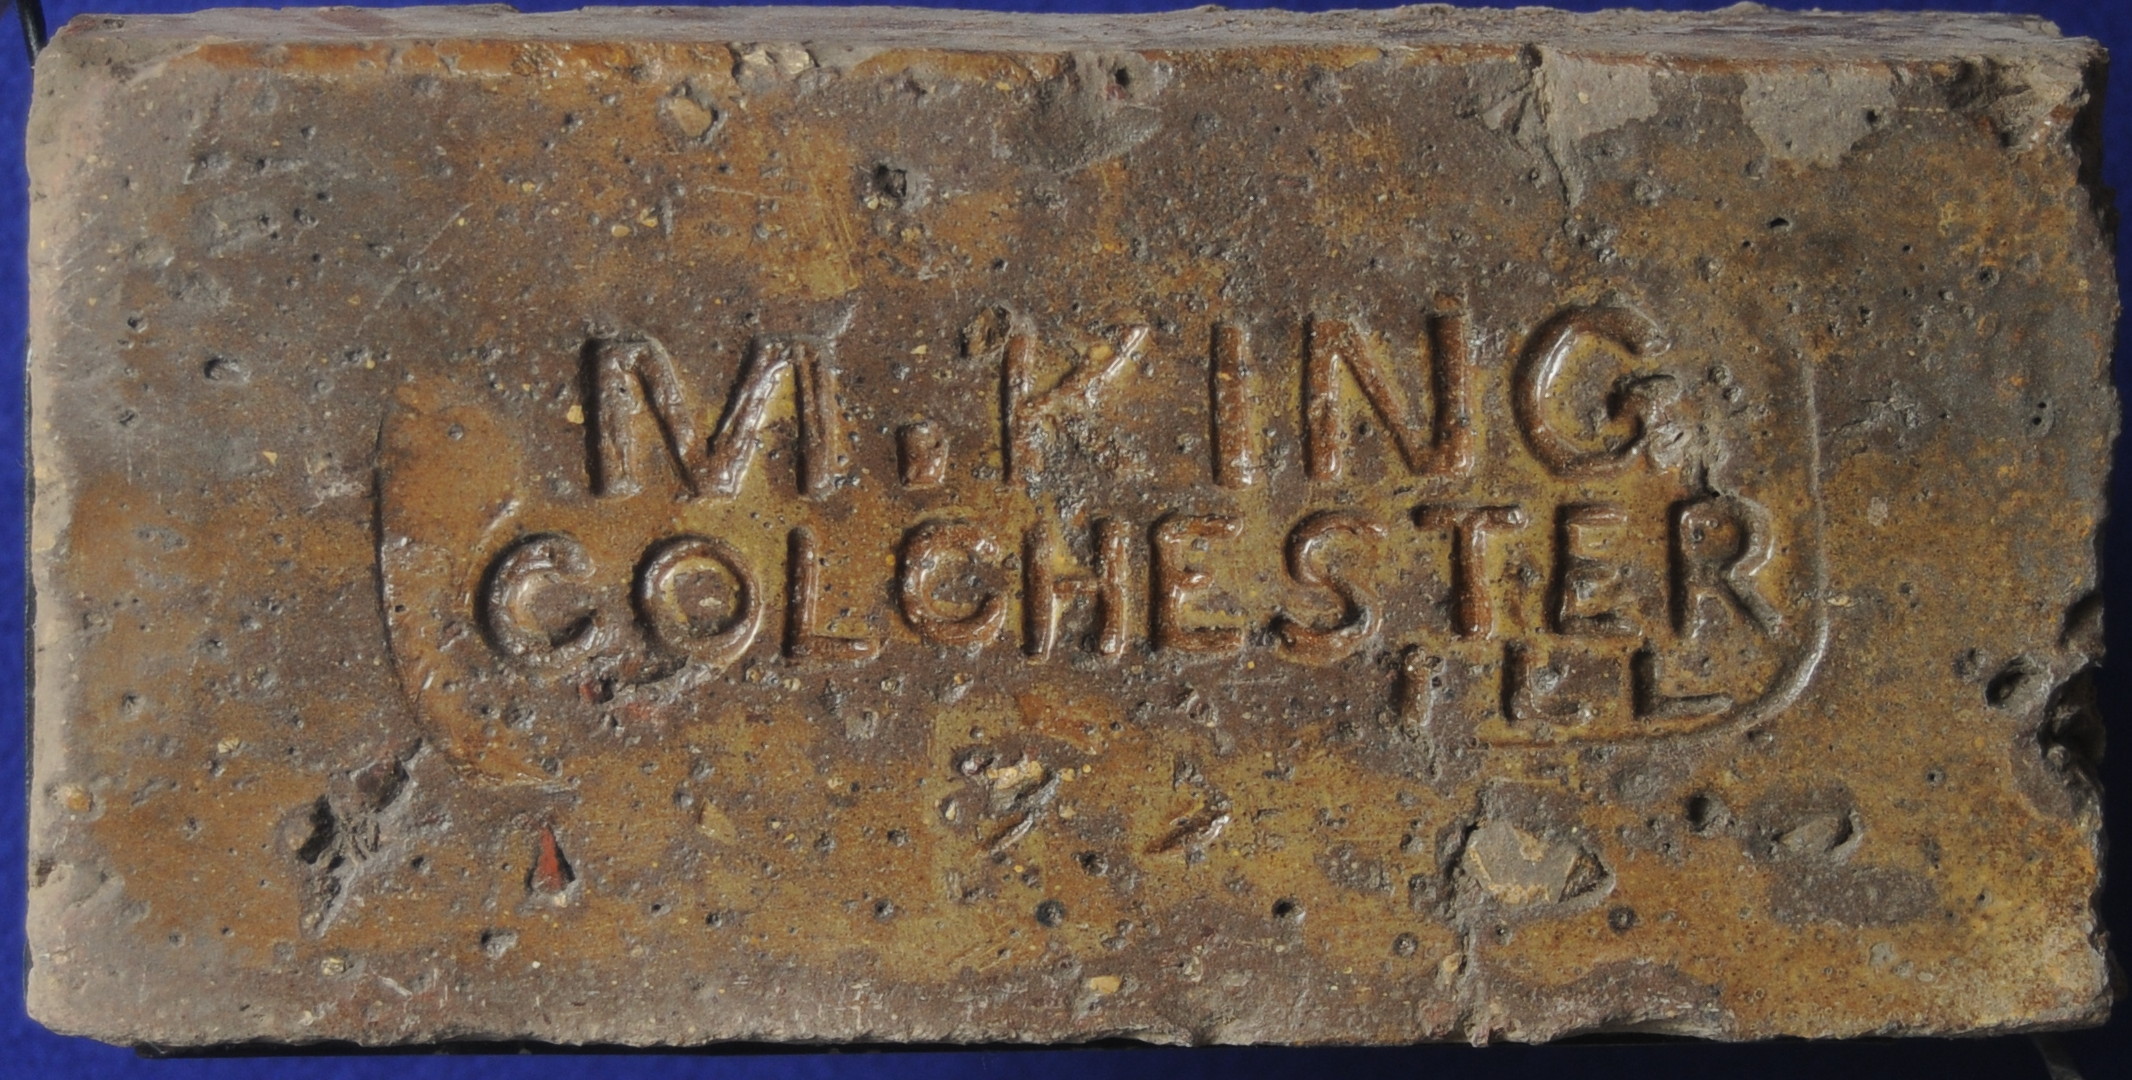 M. KING
COLCHESTER
ILL